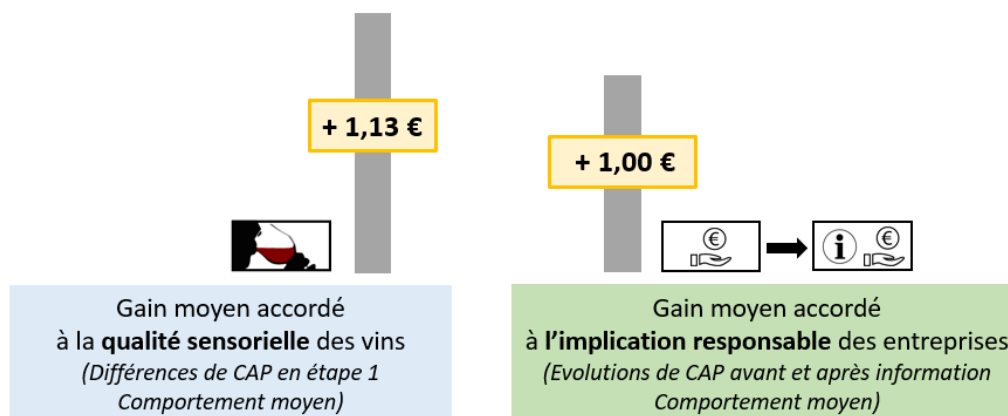 + 1,13 €
+ 1,00 €
€
i €
Gain moyen accordé
à la qualité sensorielle des vins
(Différences de CAP en étape 1
Comportement moyen)
Gain moyen accordé
à l'implication responsable des entreprises
(Evolutions de CAP avant et après information
Comportement moyen)